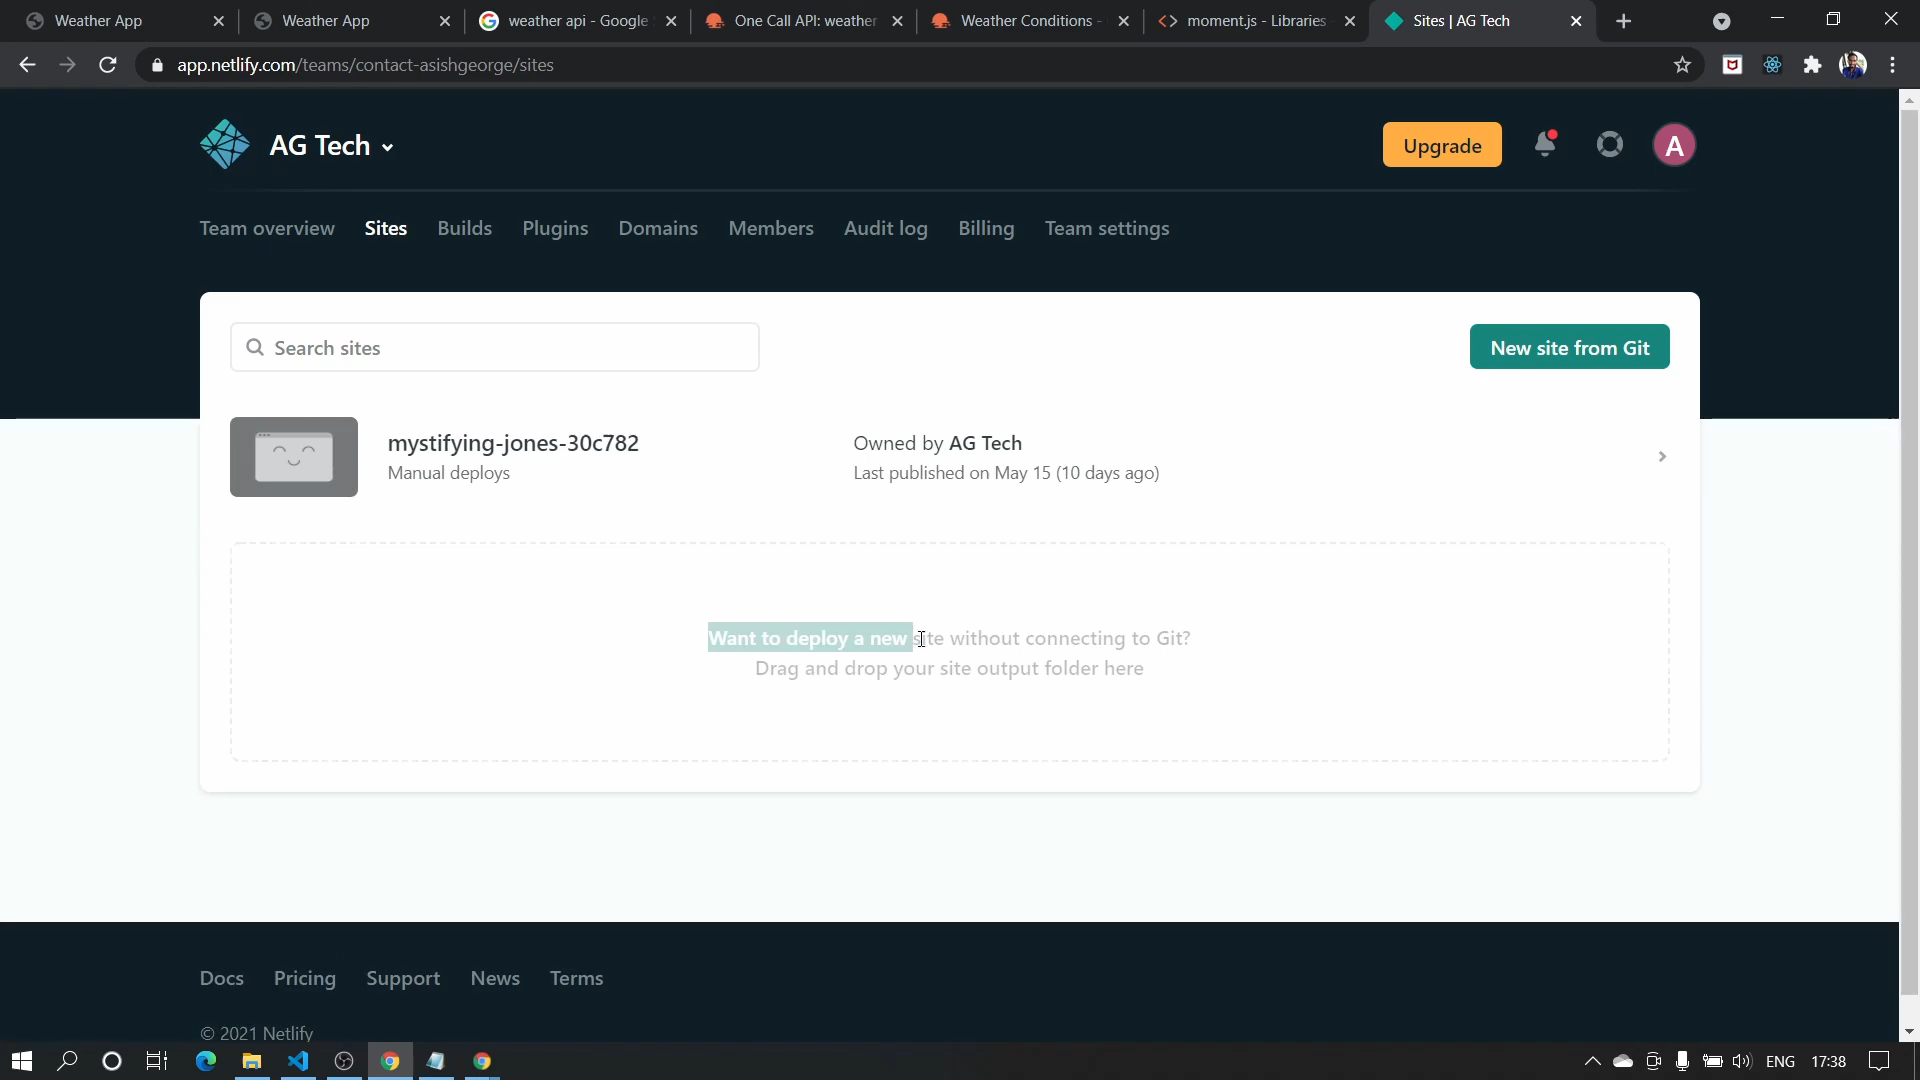 Weather App
Weather App
weather api - Google S
One Call API: weather
Weather Conditions -
moment.js - Libraries
Sites | AG Tech
app.netlify.com/teams/contact-asishgeorge/sites
AG Tech
Upgrade
A
Team overview
Sites
Builds
Plugins
Domains
Members
Audit log
Billing
Team settings
Search sites
New site from Git
mystifying-jones-30c782
Manual deploys
Owned by AG Tech
Last published on May 15 (10 days ago)
Want to deploy a new site without connecting to Git?
Drag and drop your site output folder here
Docs
Pricing
Support
News
Terms
© 2021 Netlify
ENG
17:38